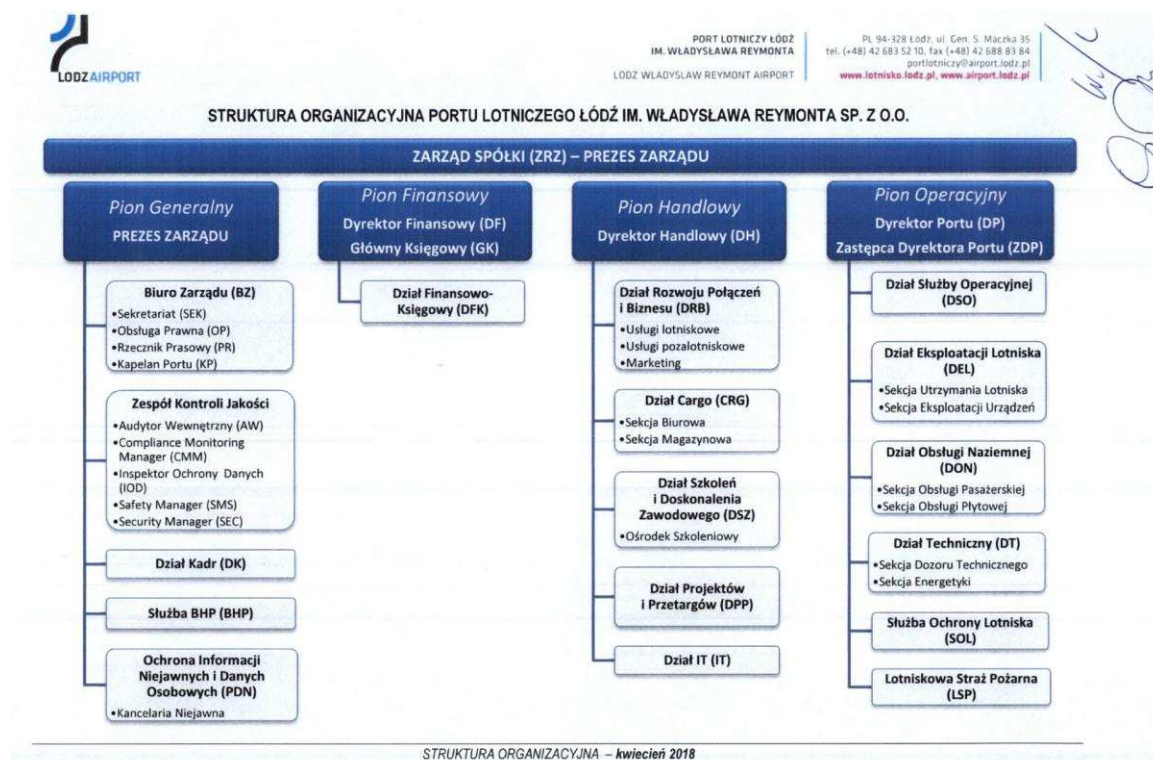 LODZ AIRPORT
PORT LOTNICZY ŁÓDŹ
IM. WŁADYSŁAWA REYMONTA
LODZ WLADYSLAW REYMONT AIRPORT
PL 94-328 Łódź, ul. Gen. S. Maczka 35
tel. (+48) 42 683 52 10, fax (+48) 42 688 83 84
portlotniczy@airport.lodz.pl
www.lotnisko.lodz.pl, www.airport.lodz.pl
STRUKTURA ORGANIZACYJNA PORTU LOTNICZEGO ŁÓDŹ IM. WŁADYSŁAWA REYMONTA SP. Z O.O.
ZARZĄD SPÓŁKI (ZRZ) – PREZES ZARZĄDU
Pion Generalny
PREZES ZARZĄDU
Biuro Zarządu (BZ)
•Sekretariat (SEK)
•Obsługa Prawna (OP)
•Rzecznik Prasowy (PR)
•Kapelan Portu (KP)
Zespół Kontroli Jakości
•Audytor Wewnętrzny (AW)
•Compliance Monitoring
Manager (CMM)
•Inspektor Ochrony Danych
(IOD)
•Safety Manager (SMS)
•Security Manager (SEC)
Dział Kadr (DK)
Służba BHP (BHP)
Ochrona Informacji
Niejawnych i Danych
Osobowych (PDN)
•Kancelaria Niejawna
Pion Finansowy
Dyrektor Finansowy (DF)
Główny Księgowy (GK)
Dział Finansowo-
Księgowy (DFK)
Pion Handlowy
Dyrektor Handlowy (DH)
Dział Rozwoju Połączeń
i Biznesu (DRB)
•Usługi lotniskowe
•Usługi pozalotniskowe
•Marketing
Dział Cargo (CRG)
•Sekcja Biurowa
•Sekcja Magazynowa
Dział Szkoleń
i Doskonalenia
Zawodowego (DSZ)
•Ośrodek Szkoleniowy
Dział Projektów
i Przetargów (DPP)
Dział IT (IT)
Pion Operacyjny
Dyrektor Portu (DP)
Zastępca Dyrektora Portu (ZDP)
Dział Służby Operacyjnej
(DSO)
Dział Eksploatacji Lotniska
(DEL)
•Sekcja Utrzymania Lotniska
•Sekcja Eksploatacji Urządzeń
Dział Obsługi Naziemnej
(DON)
•Sekcja Obsługi Pasażerskiej
•Sekcja Obsługi Płytowej
Dział Techniczny (DT)
•Sekcja Dozoru Technicznego
•Sekcja Energetyki
Służba Ochrony Lotniska
(SOL)
Lotniskowa Straż Pożarna
(LSP)
STRUKTURA ORGANIZACYJNA – kwiecień 2018